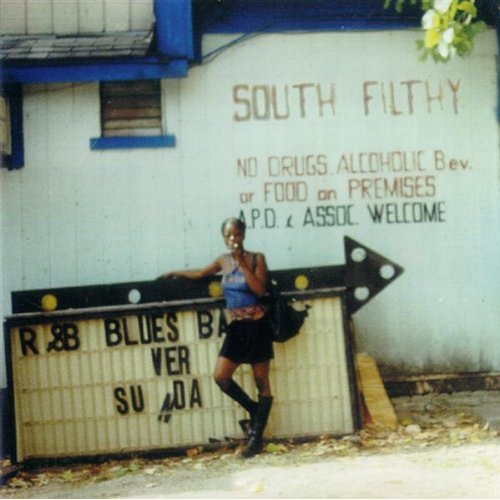 SOUTH FILTHY
NO DRUGS, ALCOHOLIC Bev.
or FOOD on PREMISES
A.P.D. & ASSOC. WELCOME
R&B BLUES BA
VER
SU DA